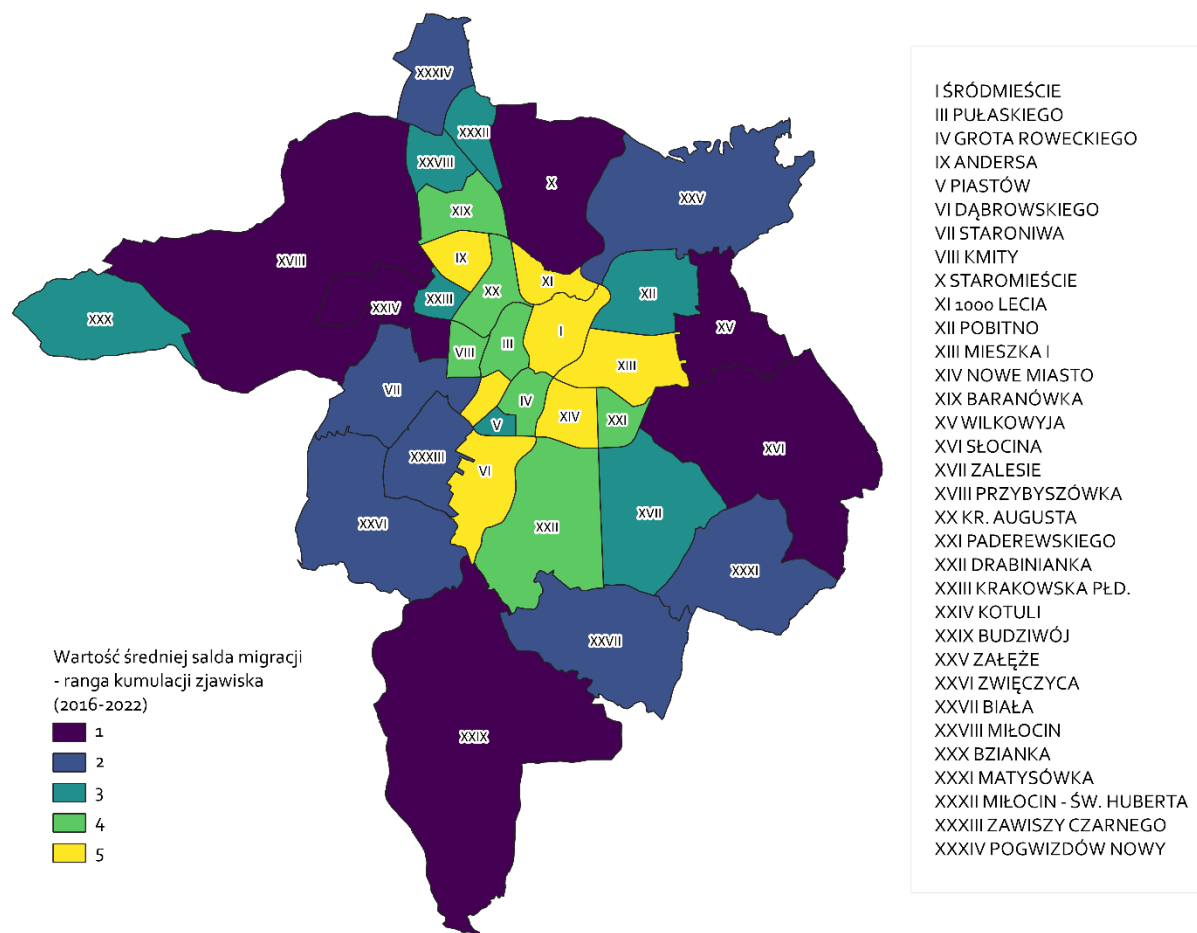 XXXIV
XXXII
XXVIII
X
XXV
XIX
IX
XVIII
XI
XX
XII
XXIII
XXIV
XXX
XV
I
III
VIII
XIII
VII
IV
XIV
XXI
V
XVI
XXXIII
VI
XVII
XXVI
XXII
XXXI
XXVII
XXIX
Wartość średniej salda migracji
- ranga kumulacji zjawiska
(2016-2022)
1
2
3
4
5
I ŚRÓDMIEŚCIE
III PUŁASKIEGO
IV GROTA ROWECKIEGO
IX ANDERSA
V PIASTÓW
VI DĄBROWSKIEGO
VII STARONIWA
VIII KMITY
X STAROMIEŚCIE
XI 1000 LECIA
XII POBITNO
XIII MIESZKA I
XIV NOWE MIASTO
XIX BARANÓWKA
XV WILKOWYJA
XVI SŁOCINA
XVII ZALESIE
XVIII PRZYBYSZÓWKA
XX KR. AUGUSTA
XXI PADEREWSKIEGO
XXII DRABINIANKA
XXIII KRAKOWSKA PŁD.
XXIV KOTULI
XXIX BUDZIWÓJ
XXV ZAŁĘŻE
XXVI ZWIĘCZYCA
XXVII BIAŁA
XXVIII MIŁOCIN
XXX BZIANKA
XXXI MATYSÓWKA
XXXII MIŁOCIN - ŚW. HUBERTA
XXXIII ZAWISZY CZARNEGO
XXXIV POGWIZDÓW NOWY